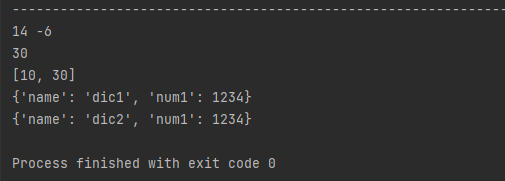 ---------------------------------------------------------------
14 -6
30
[10, 30]
{'name': 'dic1', 'num1': 1234}
{'name': 'dic2', 'num1': 1234}
Process finished with exit code 0